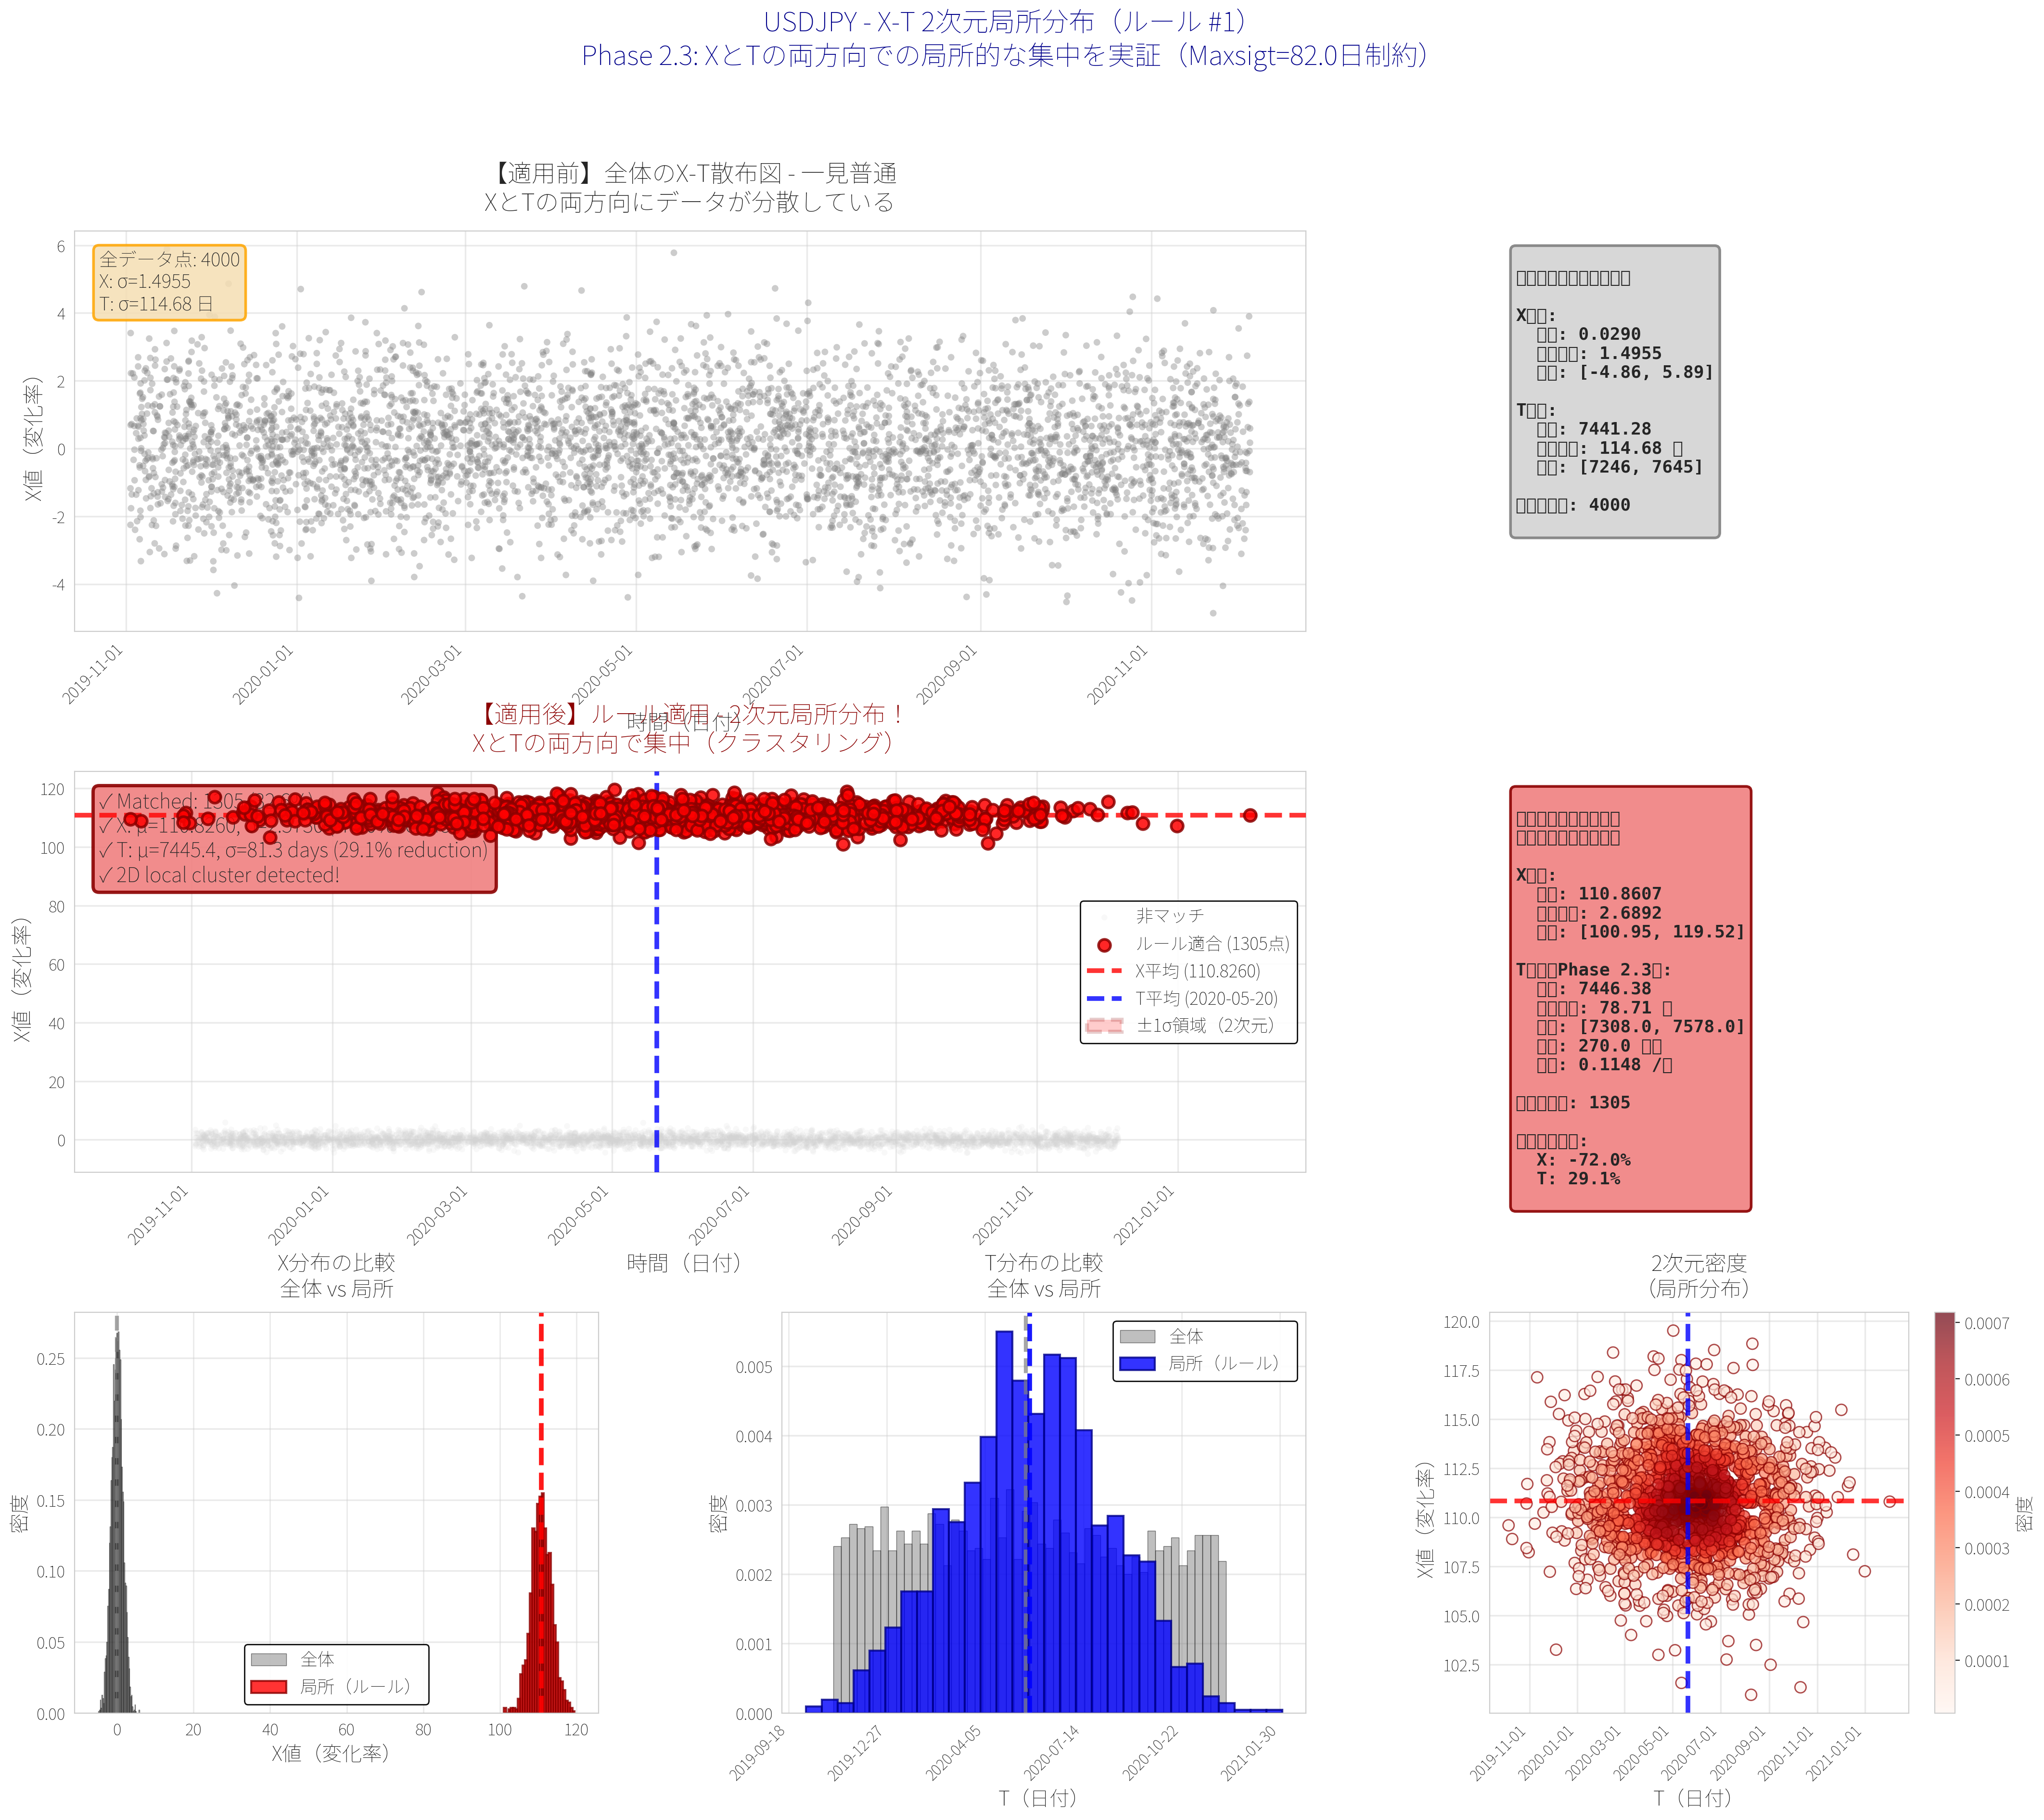 USDJPY - X-T 2次元局所分布（ルール #1）
Phase 2.3: XとTの両方向での局所的な集中を実証（Maxsigt=82.0日制約）
【適用前】全体のX-T散布図 - 一見普通
XとTの両方向にデータが分散している
全データ点: 4000
X: σ=1.4955
T: σ=114.68 日
X値（変化率）
6
4
2
0
-2
-4
2019-11-01
2020-01-01
2020-03-01
2020-05-01
2020-07-01
2020-09-01
2020-11-01
時間（日付）
□□□□□□□□□□□
X□□:
□□: 0.0290
□□□□: 1.4955
□□: [-4.86, 5.89]
T□□:
□□: 7441.28
□□□□: 114.68 □
□□: [7246, 7645]
□□□□□: 4000
【適用後】ルール適用 - 2次元局所分布！
XとTの両方向で集中（クラスタリング）
✓ Matched: 1305
✓ X: μ=110.8260,
✓ T: μ=7445.4, σ=81.3 days (29.1% reduction)
✓ 2D local cluster detected!
X値（変化率）
120
100
80
60
40
20
0
非マッチ
ルール適合 (1305点)
X平均 (110.8260)
T平均 (2020-05-20)
±1σ領域（2次元）
2019-11-01
2020-01-01
2020-03-01
2020-05-01
2020-07-01
2020-09-01
2020-11-01
2021-01-01
時間（日付）
□□□□□□□□□□
□□□□□□□□□□
X□□:
□□: 110.8607
□□□□: 2.6892
□□: [100.95, 119.52]
T□□□Phase 2.3□:
□□: 7446.38
□□□□: 78.71 □
□□: [7308.0, 7578.0]
□□: 270.0 □□
□□: 0.1148 /□
□□□□□: 1305
□□□□□□:
X: -72.0%
T: 29.1%
X分布の比較
全体 vs 局所
密度
0.25
0.20
0.15
0.10
0.05
0.00
全体
局所（ルール）
0
20
40
60
80
100
120
X値（変化率）
T分布の比較
全体 vs 局所
密度
0.005
0.004
0.003
0.002
0.001
0.000
全体
局所（ルール）
2019-09-18
2019-12-27
2020-04-05
2020-07-14
2020-10-22
2021-01-30
T（日付）
2次元密度
（局所分布）
X値（変化率）
120.0
117.5
115.0
112.5
110.0
107.5
105.0
102.5
2019-11-01
2020-01-01
2020-03-01
2020-05-01
2020-07-01
2020-09-01
2020-11-01
2021-01-01
T（日付）
0.0007
0.0006
0.0005
0.0004
0.0003
0.0002
0.0001
密度